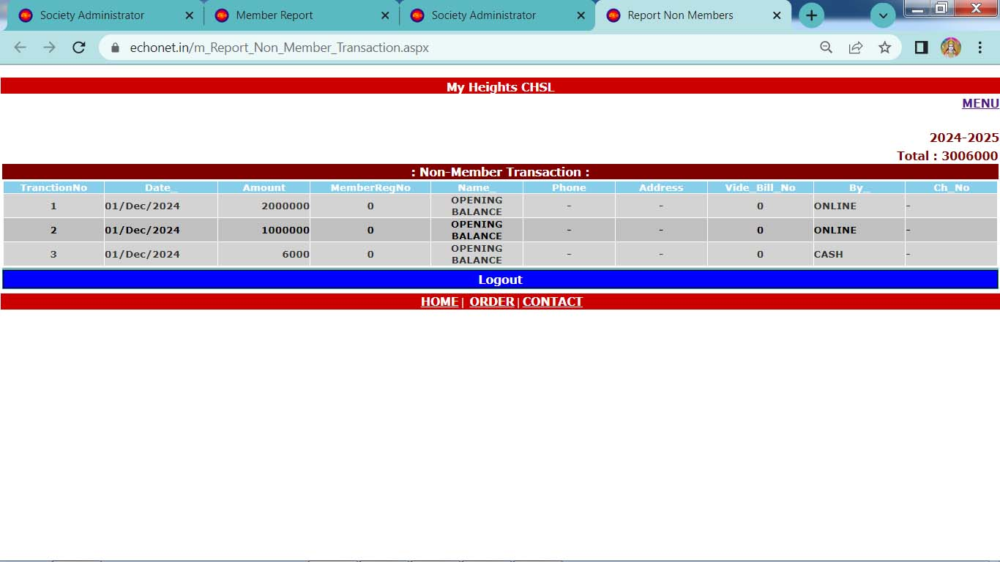 Society Administrator Member Report Society Administrator Report Non Members
echonet.in/m_Report_Non_Member_Transaction.aspx
My Heights CHSL
MENU
2024-2025
Total : 3006000
: Non-Member Transaction :
TranctionNo Date_ Amount MemberRegNo Name_ Phone Address Vide_Bill_No By_ Ch_No
1 01/Dec/2024 2000000 0 OPENING BALANCE - - 0 ONLINE -
2 01/Dec/2024 1000000 0 OPENING BALANCE - - 0 ONLINE -
3 01/Dec/2024 6000 0 OPENING BALANCE - - 0 CASH -
Logout
HOME | ORDER | CONTACT